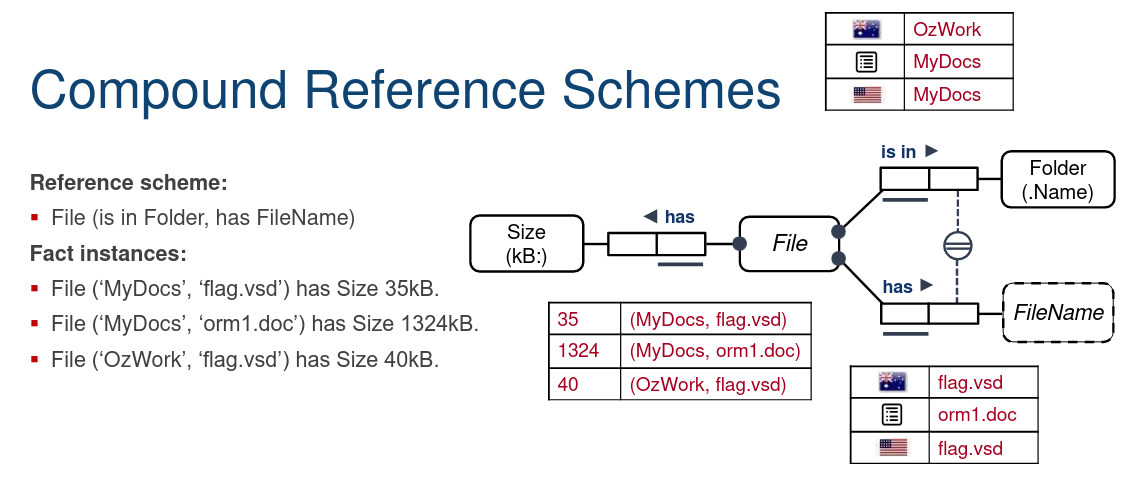 OzWork
MyDocs
MyDocs
Compound Reference Schemes
Reference scheme:
▪ File (is in Folder, has FileName)
Fact instances:
▪ File (‘MyDocs’, ‘flag.vsd’) has Size 35kB.
▪ File (‘MyDocs’, ‘orm1.doc’) has Size 1324kB.
▪ File (‘OzWork’, ‘flag.vsd’) has Size 40kB.
Size
(kB:)
◀ has
File
is in ▶
Folder
(.Name)
has ▶
FileName
35 (MyDocs, flag.vsd)
1324 (MyDocs, orm1.doc)
40 (OzWork, flag.vsd)
flag.vsd
orm1.doc
flag.vsd